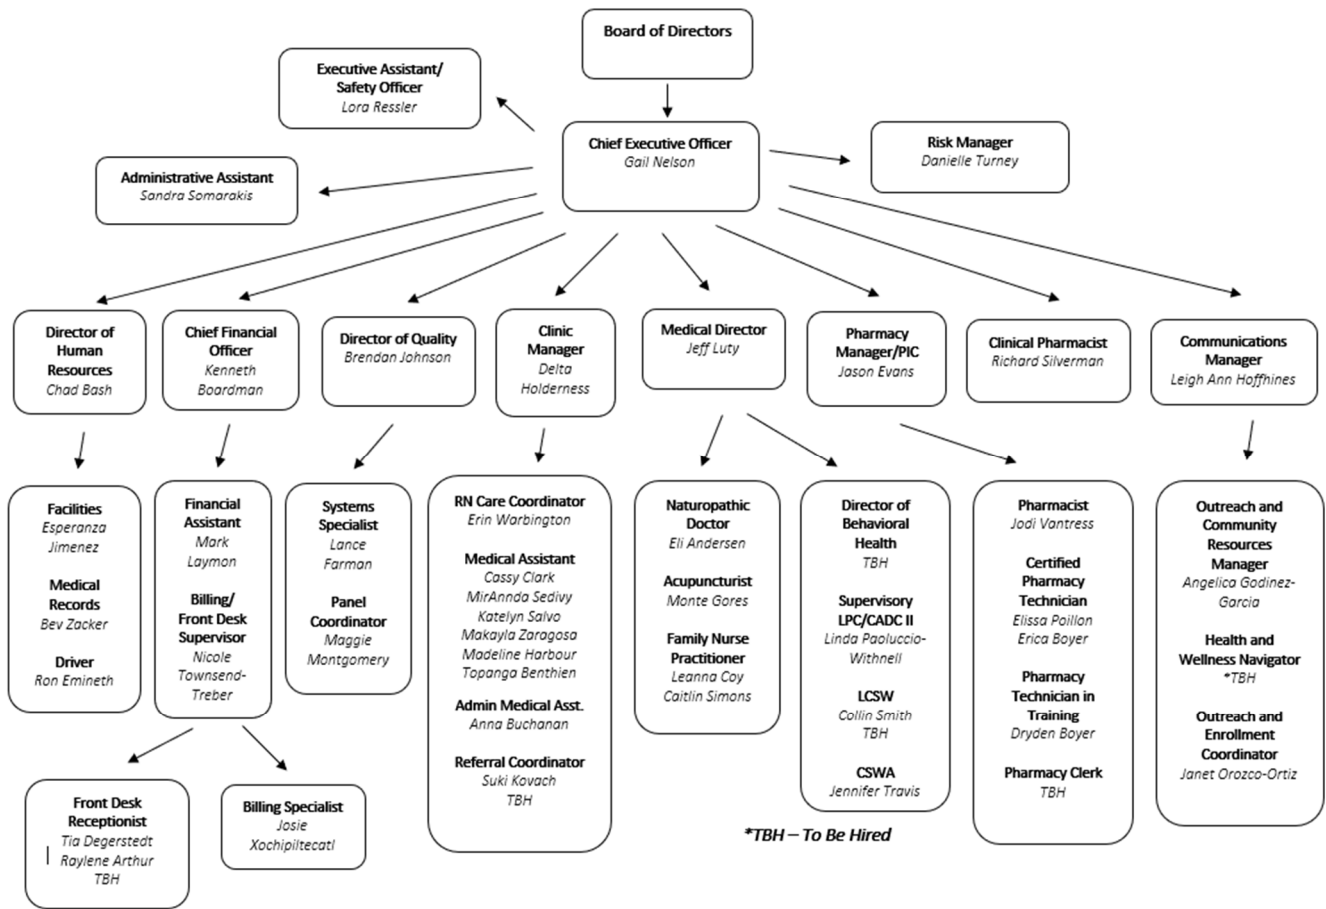 Board of Directors
Executive Assistant/
Safety Officer
Lora Ressler
Chief Executive Officer
Gail Nelson
Risk Manager
Danielle Turney
Administrative Assistant
Sandra Somarakis
Director of
Human
Resources
Chad Bash
Chief Financial
Officer
Kenneth
Boardman
Director of Quality
Brendan Johnson
Clinic
Manager
Delta
Holderness
Medical Director
Jeff Luty
Pharmacy
Manager/PIC
Jason Evans
Clinical Pharmacist
Richard Silverman
Communications
Manager
Leigh Ann Hoffhines
Facilities
Esperanza
Jimenez
Medical
Records
Bev Zacker
Driver
Ron Emineth
Financial
Assistant
Mark
Laymon
Billing/
Front Desk
Supervisor
Nicole
Townsend-
Treber
Systems
Specialist
Lance
Farman
Panel
Coordinator
Maggie
Montgomery
RN Care Coordinator
Erin Warbington
Medical Assistant
Cassy Clark
MirAnnda Sedivy
Katelyn Salvo
Makayla Zaragosa
Madeline Harbour
Topanga Benthien
Admin Medical Asst.
Anna Buchanan
Referral Coordinator
Suki Kovach
TBH
Naturopathic
Doctor
Eli Andersen
Acupuncturist
Monte Gores
Family Nurse
Practitioner
Leanna Coy
Caitlin Simons
Director of
Behavioral
Health
TBH
Supervisory
LPC/CADC II
Linda Paoluccio-
Withnell
LCSW
Collin Smith
TBH
CSWA
Jennifer Travis
Pharmacist
Jodi Vantress
Certified
Pharmacy
Technician
Elissa Poillon
Erica Boyer
Pharmacy
Technician in
Training
Dryden Boyer
Pharmacy Clerk
TBH
Outreach and
Community
Resources
Manager
Angelica Godinez-
Garcia
Health and
Wellness Navigator
*TBH
Outreach and
Enrollment
Coordinator
Janet Orozco-Ortiz
Front Desk
Receptionist
Tia Degerstedt
Raylene Arthur
TBH
Billing Specialist
Josie
Xochipiltecatl
*TBH – To Be Hired